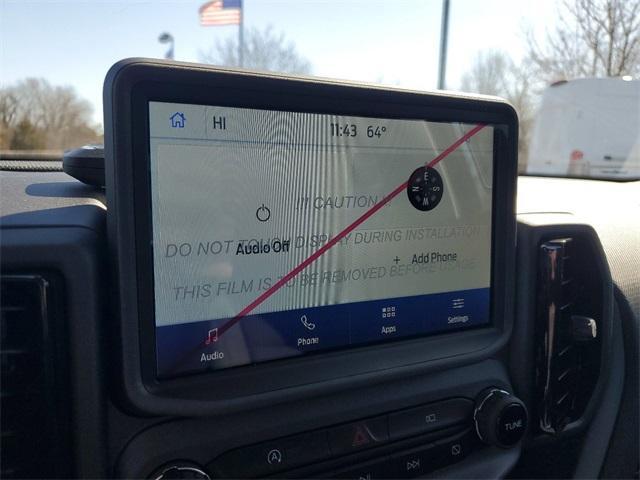 HI 11:43 64°
!!! CAUTION !!!
DO NOT TOUCH DISPLAY DURING INSTALLATION
THIS FILM IS TO BE REMOVED BEFORE USAGE
Audio Off
+ Add Phone
E
N S
W
Audio Phone Apps Settings
TUNE